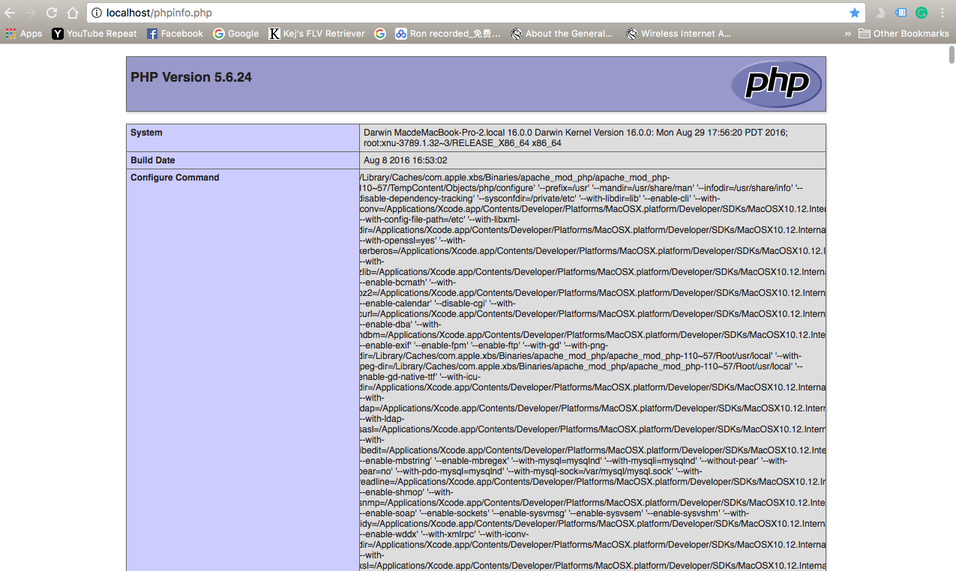 localhost/phpinfo.php
Apps YouTube Repeat Facebook Google Kej's FLV Retriever Ron recorded_免费... About the General... Wireless Internet A... » Other Bookmarks
PHP Version 5.6.24
php
System Darwin MacdeMacBook-Pro-2.local 16.0.0 Darwin Kernel Version 16.0.0: Mon Aug 29 17:56:20 PDT 2016;
root:xnu-3789.1.32~3/RELEASE_X86_64 x86_64
Build Date Aug 8 2016 16:53:02
Configure Command /Library/Caches/com.apple.xbs/Binaries/apache_mod_php/apache_mod_php-
110~57/TempContent/Objects/php/configure' '--prefix=/usr' '--mandir=/usr/share/man' '--infodir=/usr/share/info' '--
disable-dependency-tracking' '--sysconfdir=/private/etc' '--with-libdir=lib' '--enable-cli' '--with-
iconv=/Applications/Xcode.app/Contents/Developer/Platforms/MacOSX.platform/Developer/SDKs/MacOSX10.12.Inter
'--with-config-file-path=/etc' '--with-libxml-
dir=/Applications/Xcode.app/Contents/Developer/Platforms/MacOSX.platform/Developer/SDKs/MacOSX10.12.Interna
'--with-openssl=yes' '--with-
kerberos=/Applications/Xcode.app/Contents/Developer/Platforms/MacOSX.platform/Developer/SDKs/MacOSX10.12.I
'--with-
zlib=/Applications/Xcode.app/Contents/Developer/Platforms/MacOSX.platform/Developer/SDKs/MacOSX10.12.Intern
'--enable-bcmath' '--with-
bz2=/Applications/Xcode.app/Contents/Developer/Platforms/MacOSX.platform/Developer/SDKs/MacOSX10.12.Intern
'--enable-calendar' '--disable-cgi' '--with-
curl=/Applications/Xcode.app/Contents/Developer/Platforms/MacOSX.platform/Developer/SDKs/MacOSX10.12.Intern
'--enable-dba' '--with-
ndbm=/Applications/Xcode.app/Contents/Developer/Platforms/MacOSX.platform/Developer/SDKs/MacOSX10.12.Inter
'--enable-exif' '--enable-fpm' '--enable-ftp' '--with-gd' '--with-png-
dir=/Library/Caches/com.apple.xbs/Binaries/apache_mod_php/apache_mod_php-110~57/Root/usr/local' '--with-
jpeg-dir=/Library/Caches/com.apple.xbs/Binaries/apache_mod_php/apache_mod_php-110~57/Root/usr/local' '--
enable-gd-native-ttf' '--with-icu-
dir=/Applications/Xcode.app/Contents/Developer/Platforms/MacOSX.platform/Developer/SDKs/MacOSX10.12.Interna
'--with-
ldap=/Applications/Xcode.app/Contents/Developer/Platforms/MacOSX.platform/Developer/SDKs/MacOSX10.12.Intern
'--with-ldap-
sasl=/Applications/Xcode.app/Contents/Developer/Platforms/MacOSX.platform/Developer/SDKs/MacOSX10.12.Intern
'--with-
libedit=/Applications/Xcode.app/Contents/Developer/Platforms/MacOSX.platform/Developer/SDKs/MacOSX10.12.Inte
'--enable-mbstring' '--enable-mbregex' '--with-mysql=mysqlnd' '--with-mysqli=mysqlnd' '--without-pear' '--with-
pear=no' '--with-pdo-mysql=mysqlnd' '--with-mysql-sock=/var/mysql/mysql.sock' '--with-
readline=/Applications/Xcode.app/Contents/Developer/Platforms/MacOSX.platform/Developer/SDKs/MacOSX10.12.In
'--enable-shmop' '--with-
snmp=/Applications/Xcode.app/Contents/Developer/Platforms/MacOSX.platform/Developer/SDKs/MacOSX10.12.Inte
'--enable-soap' '--enable-sockets' '--enable-sysvmsg' '--enable-sysvsem' '--enable-sysvshm' '--with-
tidy=/Applications/Xcode.app/Contents/Developer/Platforms/MacOSX.platform/Developer/SDKs/MacOSX10.12.Intern
'--enable-wddx' '--with-xmlrpc' '--with-iconv-
dir=/Applications/Xcode.app/Contents/Developer/Platforms/MacOSX.platform/Developer/SDKs/MacOSX10.12.Interna
'--with-
xsl=/Applications/Xcode.app/Contents/Developer/Platforms/MacOSX.platform/Developer/SDKs/MacOSX10.12.Interna